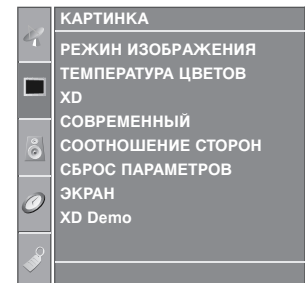 КАРТИНКА
РЕЖИН ИЗОБРАЖЕНИЯ
ТЕМПЕРАТУРА ЦВЕТОВ
XD
СОВРЕМЕННЫЙ
СООТНОШЕНИЕ СТОРОН
СБРОС ПАРАМЕТРОВ
ЭКРАН
XD Demo